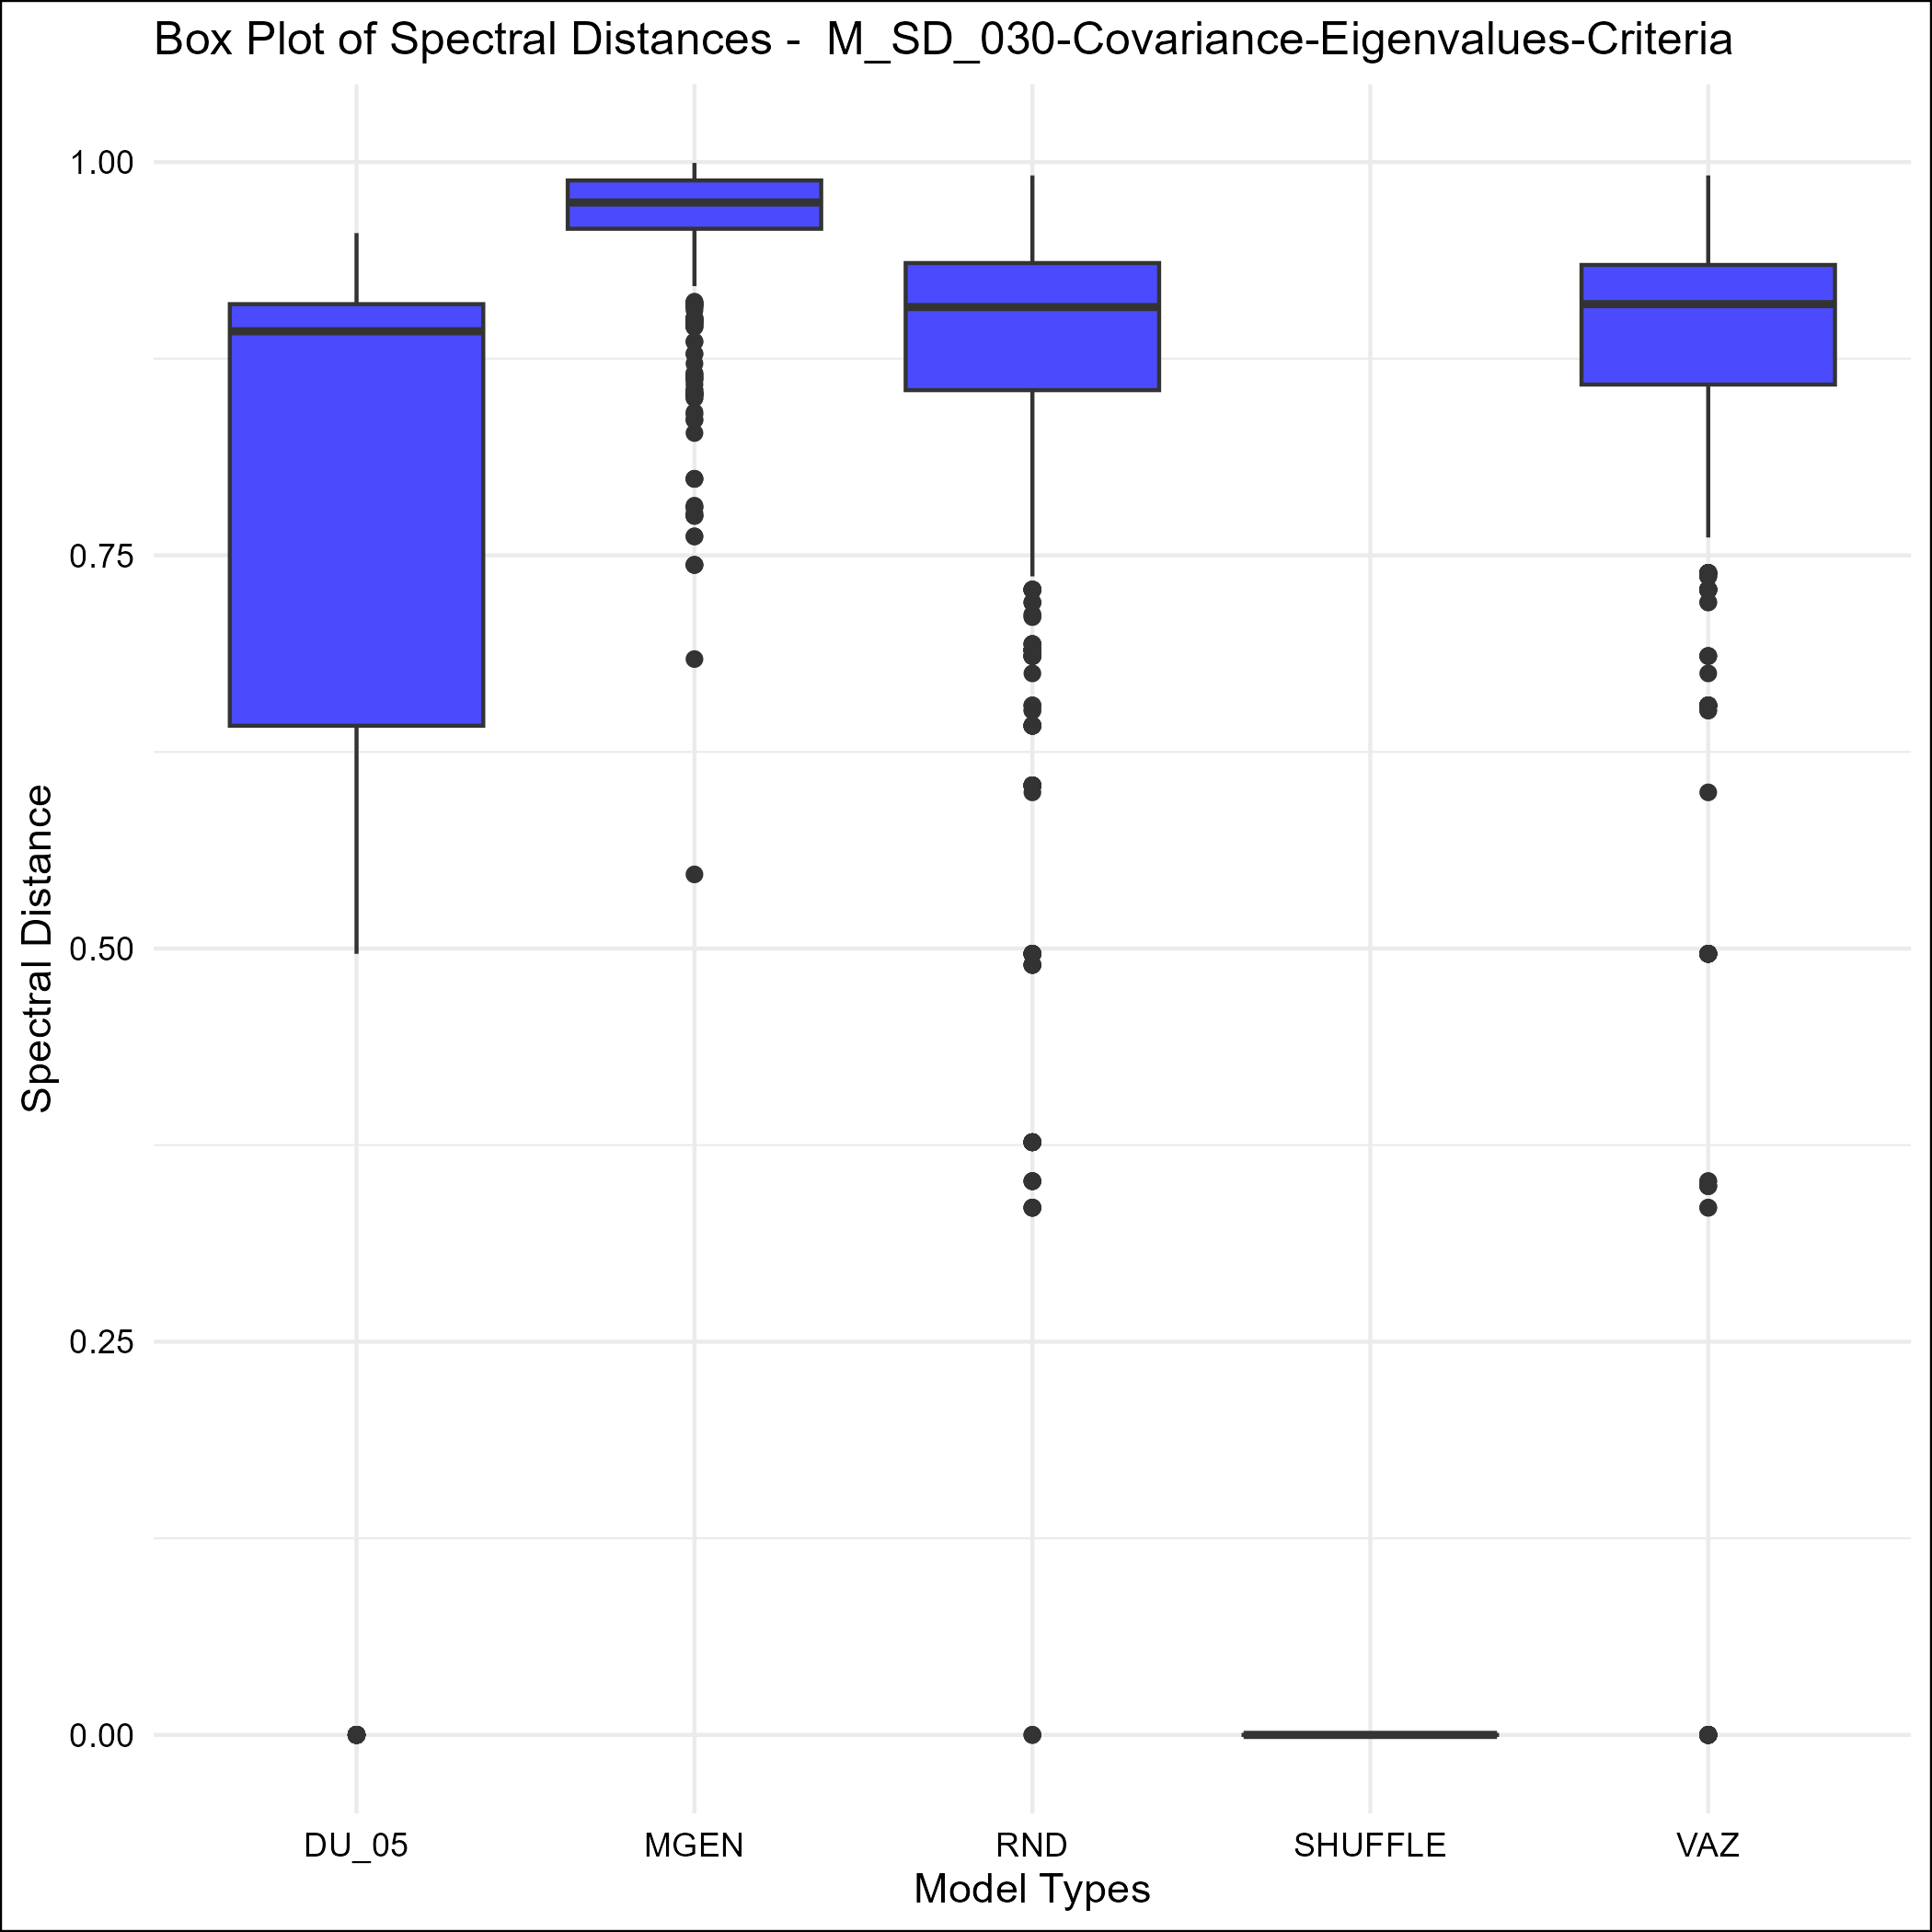 Box Plot of Spectral Distances -  M_SD_030-Covariance-Eigenvalues-Criteria
Spectral Distance
1.00
0.75
0.50
0.25
0.00
DU_05 MGEN RND SHUFFLE VAZ
Model Types